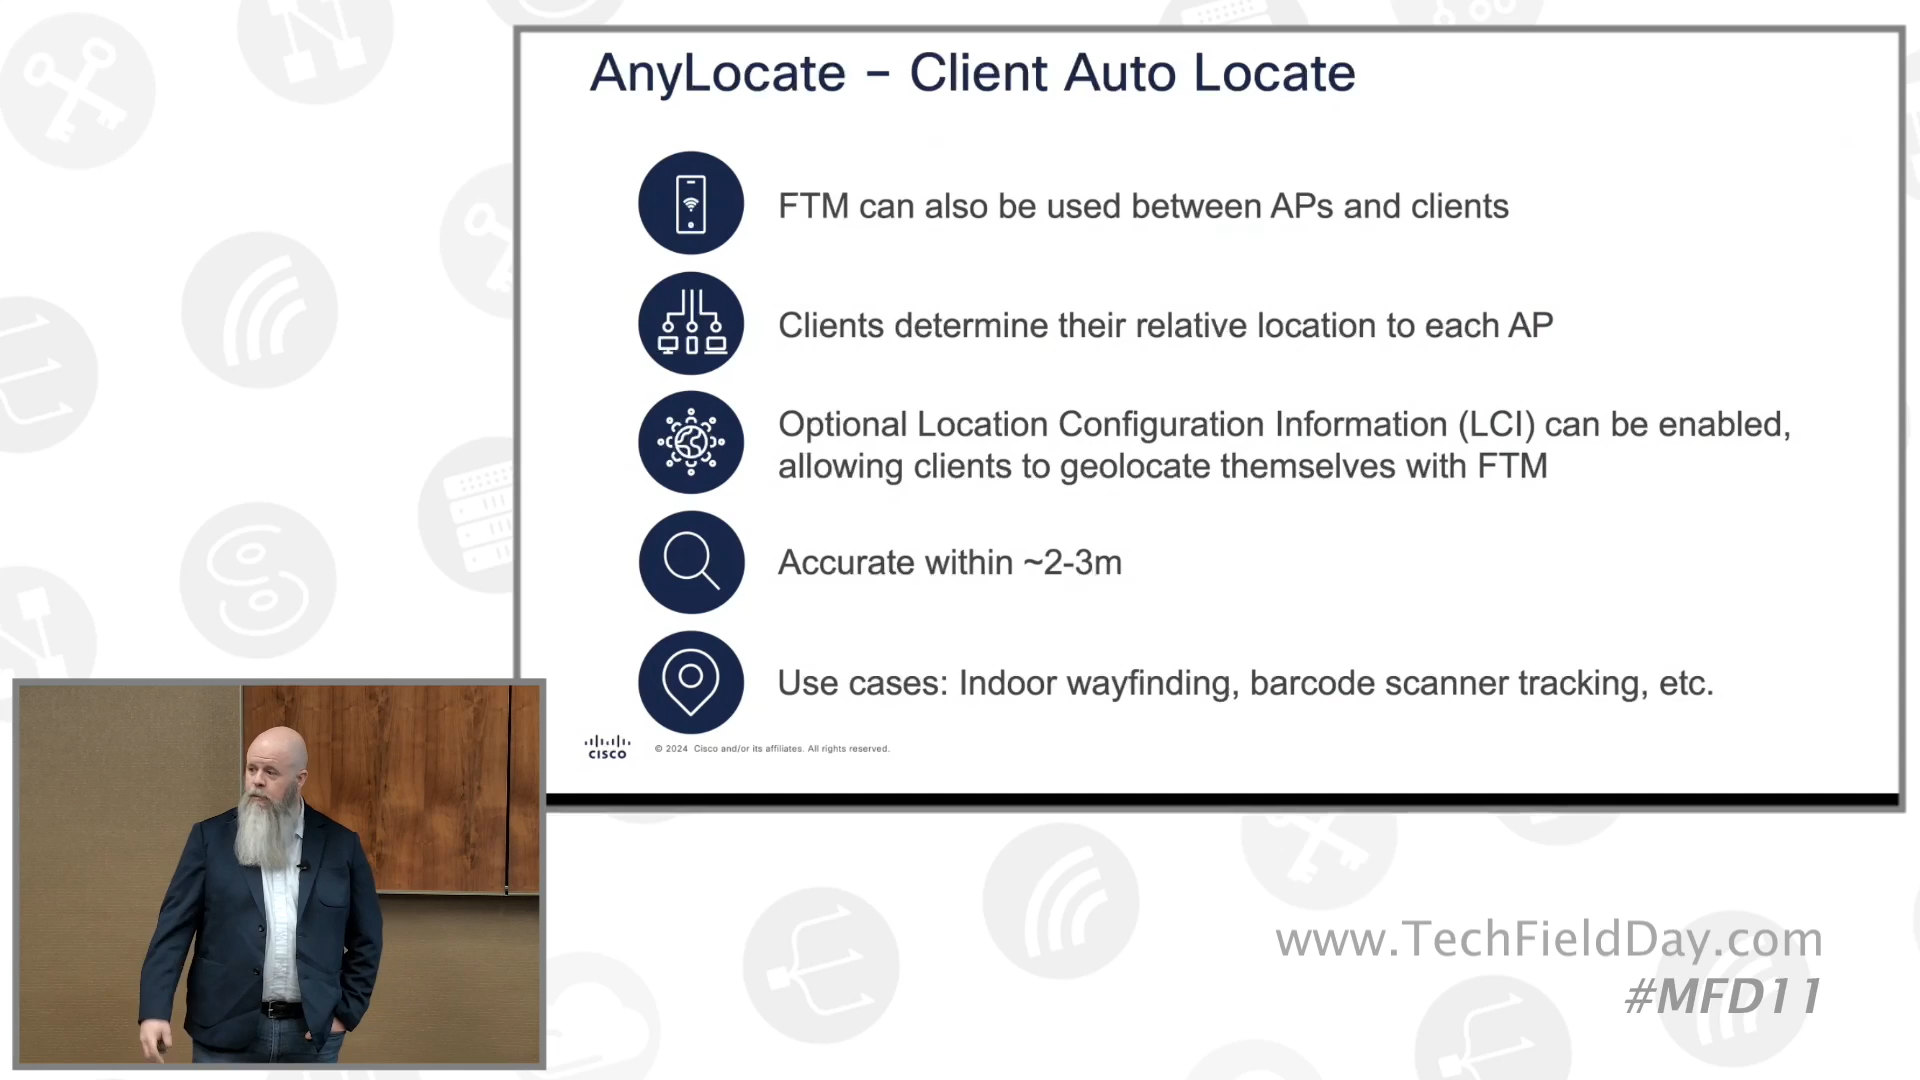 AnyLocate – Client Auto Locate
FTM can also be used between APs and clients
Clients determine their relative location to each AP
Optional Location Configuration Information (LCI) can be enabled,
allowing clients to geolocate themselves with FTM
Accurate within ~2-3m
Use cases: Indoor wayfinding, barcode scanner tracking, etc.
CISCO
© 2024 Cisco and/or its affiliates. All rights reserved.
www.TechFieldDay.com
#MFD11